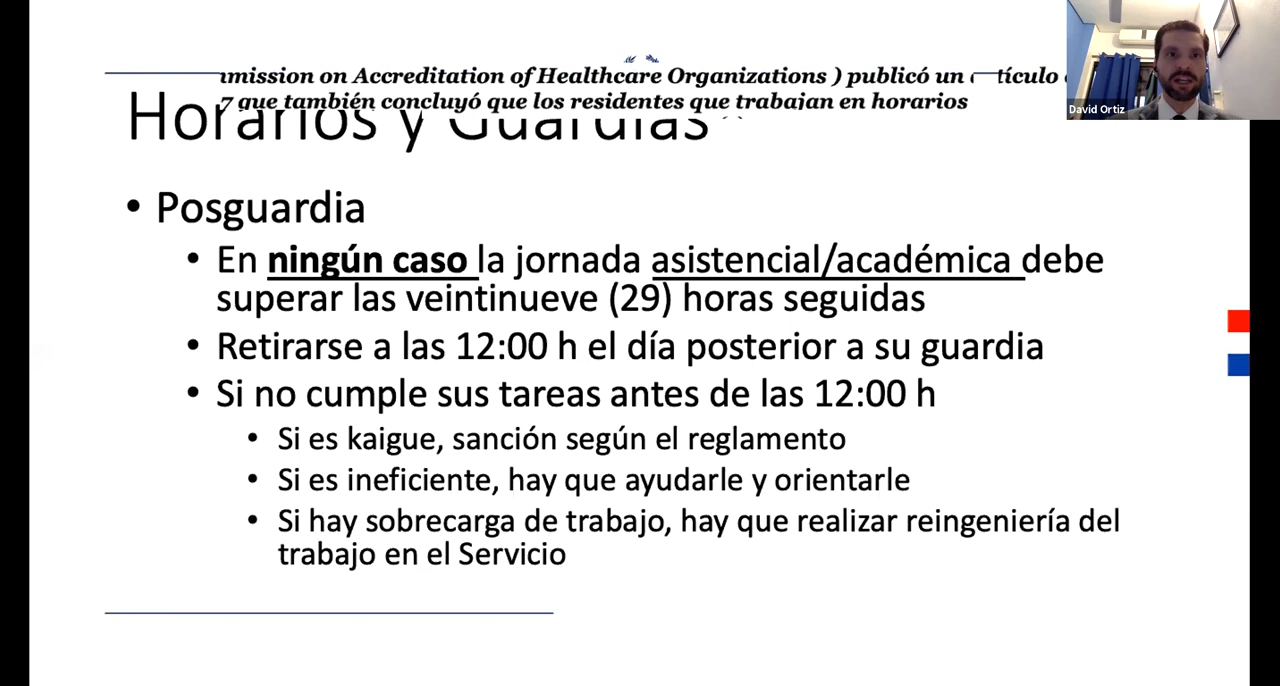 mission on Accreditation of Healthcare Organizations ) publicó un
7 que también concluyó que los residentes que trabajan en horarios
Horarios y Guardias
David Ortiz
• Posguardia
• En ningún caso la jornada asistencial/académica debe
superar las veintinueve (29) horas seguidas
• Retirarse a las 12:00 h el día posterior a su guardia
• Si no cumple sus tareas antes de las 12:00 h
• Si es kaigue, sanción según el reglamento
• Si es ineficiente, hay que ayudarle y orientarle
• Si hay sobrecarga de trabajo, hay que realizar reingeniería del
trabajo en el Servicio